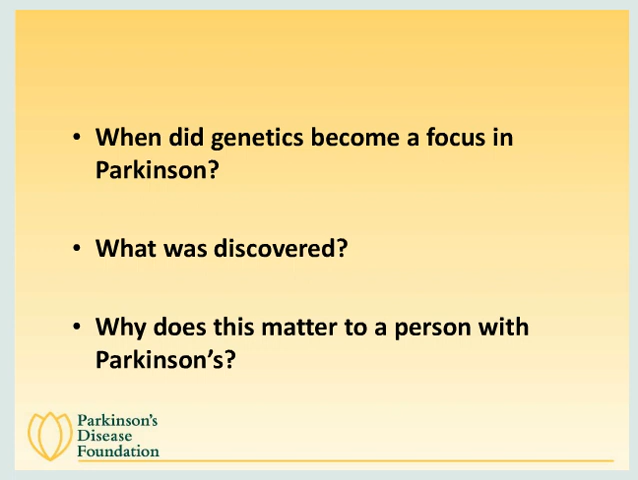 • When did genetics become a focus in
Parkinson?
• What was discovered?
• Why does this matter to a person with
Parkinson's?
Parkinson's
Disease
Foundation